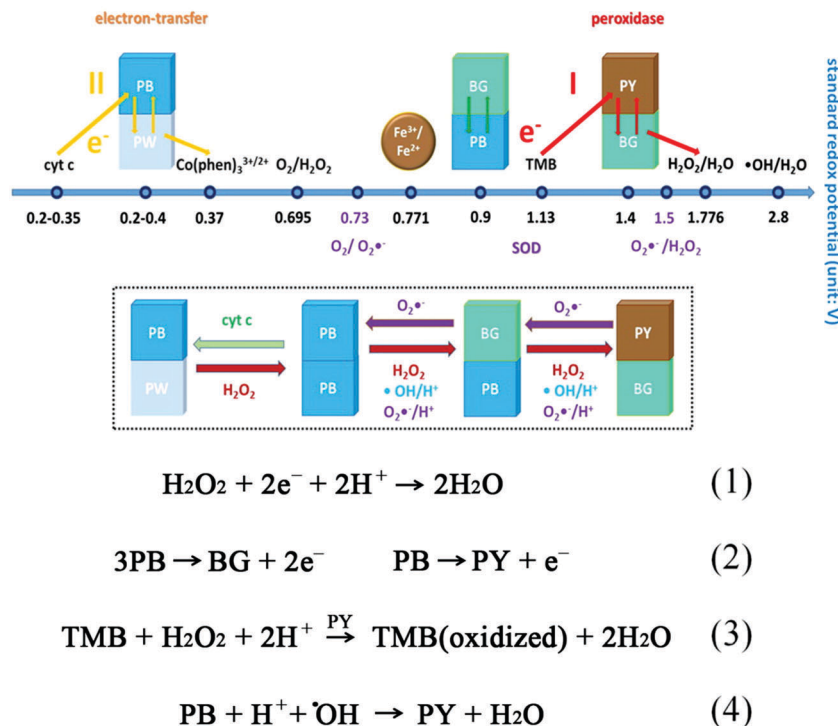 electron-transfer peroxidase
II PB BG I PY
e⁻ PW Fe³⁺/Fe²⁺ PB e⁻ BG
cyt c Co(phen)₃³⁺/²⁺ O₂/H₂O₂ TMB H₂O₂/H₂O •OH/H₂O
0.2-0.35 0.2-0.4 0.37 0.695 0.73 0.771 0.9 1.13 1.4 1.5 1.776 2.8
O₂/ O₂•⁻ SOD O₂•⁻/H₂O₂
standard redox potential (unit: V)
PB cyt c PB O₂•⁻ BG O₂•⁻ PY
PW H₂O₂ PB H₂O₂ PB H₂O₂ BG
• OH/H⁺ • OH/H⁺
O₂•⁻/H⁺ O₂•⁻/H⁺
H₂O₂ + 2e⁻ + 2H⁺ → 2H₂O (1)
3PB → BG + 2e⁻ PB → PY + e⁻ (2)
PY
TMB + H₂O₂ + 2H⁺ → TMB(oxidized) + 2H₂O (3)
PB + H⁺ + •OH → PY + H₂O (4)